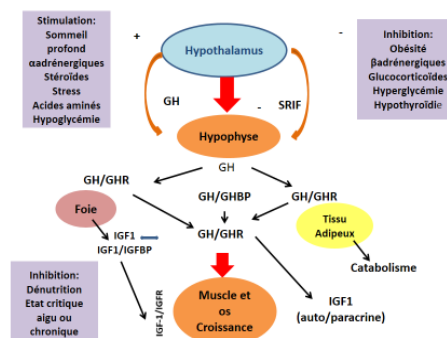 Stimulation:
Sommeil
profond
αadrénergiques
Stéroïdes
Stress
Acides aminés
Hypoglycémie
+
Hypothalamus
-
Inhibition:
Obésité
βadrénergiques
Glucocorticoïdes
Hyperglycémie
Hypothyroïdie
GH
-
SRIF
Hypophyse
GH
GH/GHR
GH/GHBP
GH/GHR
Foie
GH/GHR
Tissu
Adipeux
IGF1
IGF1/IGFBP
Catabolisme
Inhibition:
Dénutrition
Etat critique
aigu ou
chronique
IGF-1/IGFR
Muscle et
os
Croissance
IGF1
(auto/paracrine)